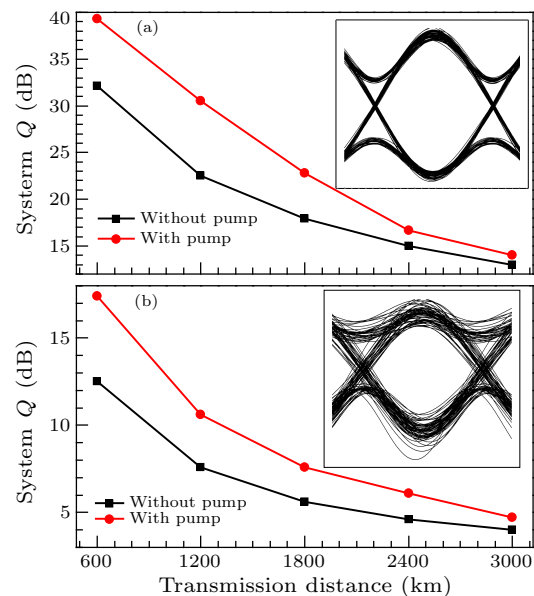 40
(a)
35
30
25
20
15
Systerm Q (dB)
Without pump
With pump
(b)
15
10
5
System Q (dB)
Without pump
With pump
600 1200 1800 2400 3000
Transmission distance (km)